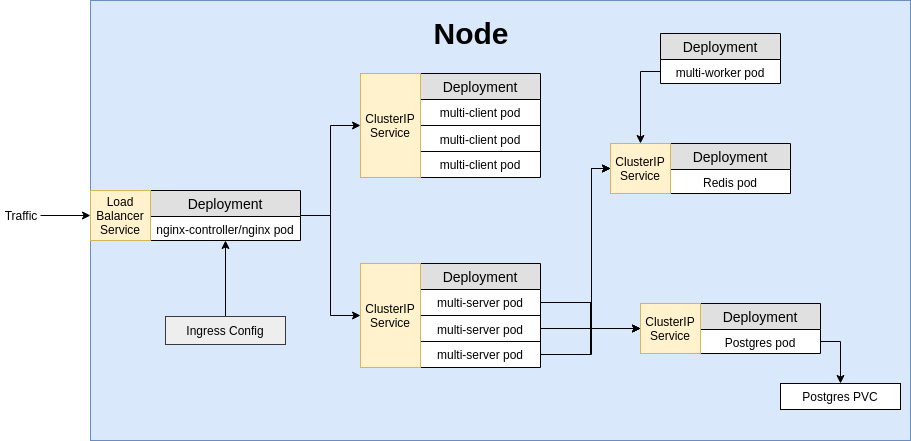 Node
Deployment
multi-worker pod
ClusterIP
Service
Deployment
multi-client pod
multi-client pod
multi-client pod
ClusterIP
Service
Deployment
Redis pod
Traffic
Load
Balancer
Service
Deployment
nginx-controller/nginx pod
Ingress Config
ClusterIP
Service
Deployment
multi-server pod
multi-server pod
multi-server pod
ClusterIP
Service
Deployment
Postgres pod
Postgres PVC